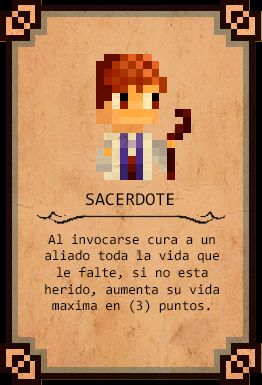 SACERDOTE
Al invocarse cura a un
aliado toda la vida que
le falte, si no esta
herido, aumenta su vida
maxima en (3) puntos.